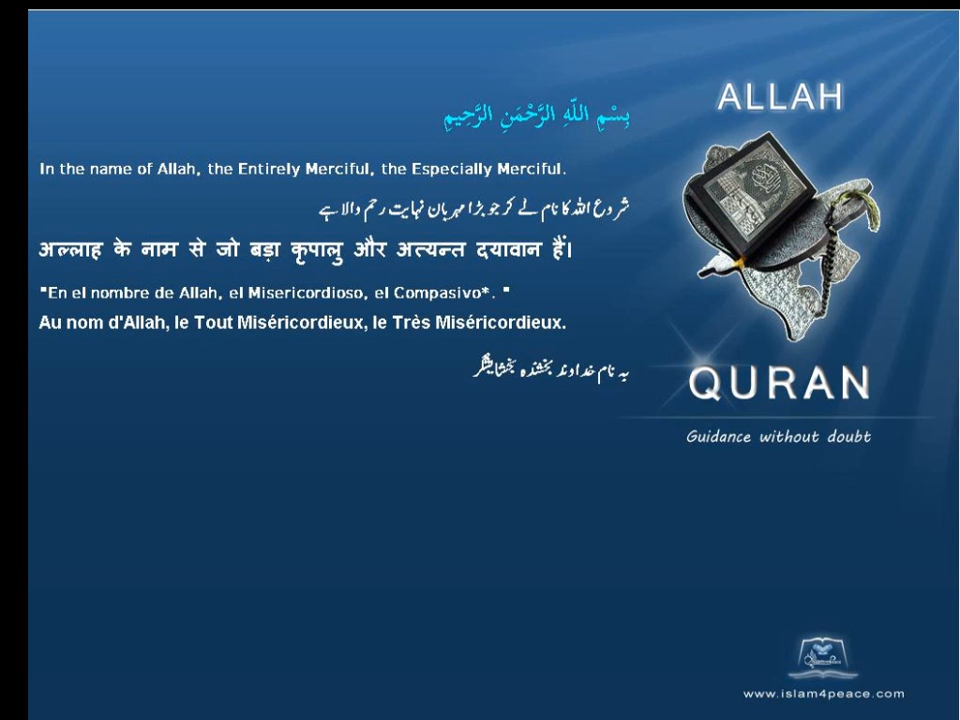 بِسْمِ اللَّهِ الرَّحْمَنِ الرَّحِيمِ
In the name of Allah, the Entirely Merciful, the Especially Merciful.
شروع اللہ کا نام لے کر جو بڑا مہربان نہایت رحم والا ہے
अल्लाह के नाम से जो बड़ा कृपालु और अत्यन्त दयावान हैं।
"En el nombre de Allah, el Misericordioso, el Compasivo*. "
Au nom d'Allah, le Tout Miséricordieux, le Très Miséricordieux.
به نام خداوند بخشنده بخشایشگر
ALLAH
QURAN
Guidance without doubt
www.islam4peace.com